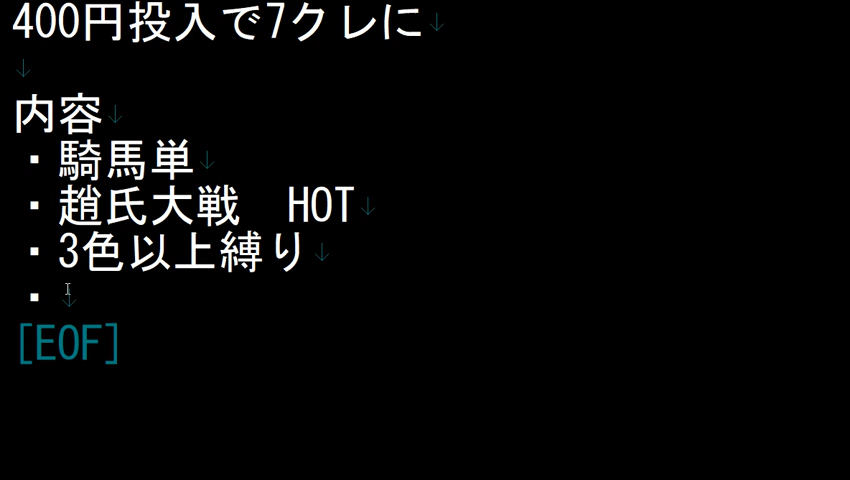 400円投入で7クレに↓
↓
内容↓
・騎馬単↓
・趙氏大戦　HOT↓
・3色以上縛り↓
・↓
[EOF]